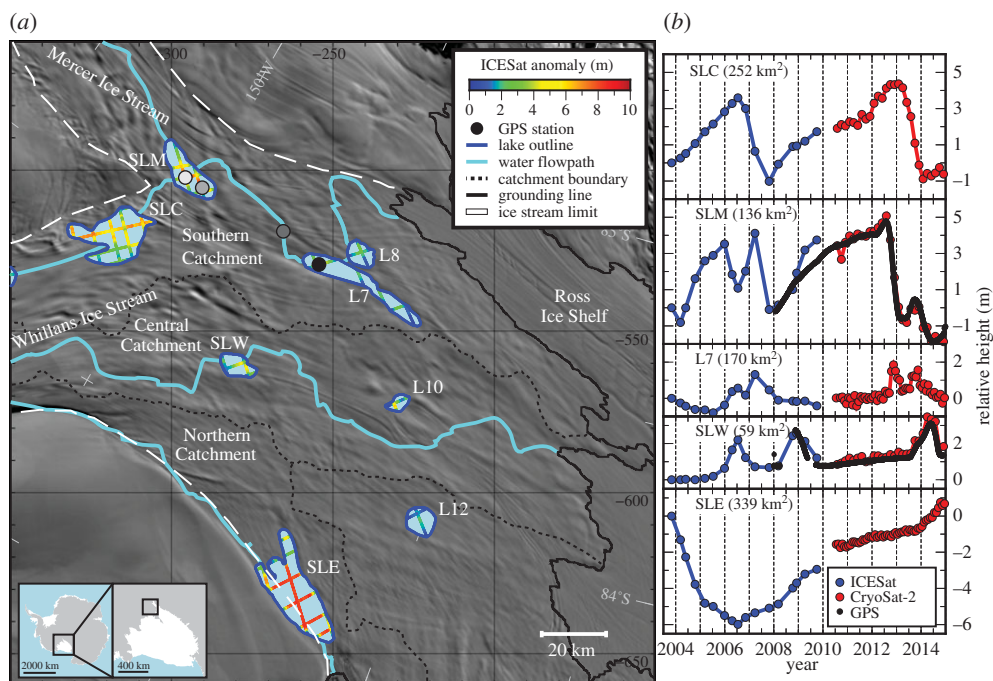 (a)
(b)
-300
-250
Mercer Ice Stream
150°W
ICESat anomaly (m)
0 2 4 6 8 10
GPS station
lake outline
water flowpath
catchment boundary
grounding line
ice stream limit
SLM
SLC
Southern
Catchment
L8
L7
85°S
Ross
Ice Shelf
Whillans Ice Stream
Central
Catchment
SLW
L10
-550
Northern
Catchment
-600
L12
SLE
84°S
20 km
-650
2000 km
400 km
SLC (252 km²)
5
3
1
-1
SLM (136 km²)
5
3
1
-1
L7 (170 km²)
2
1
0
SLW (59 km²)
2
0
SLE (339 km²)
0
-2
-4
-6
relative height (m)
ICESat
CryoSat-2
GPS
2004 2006 2008 2010 2012 2014
year